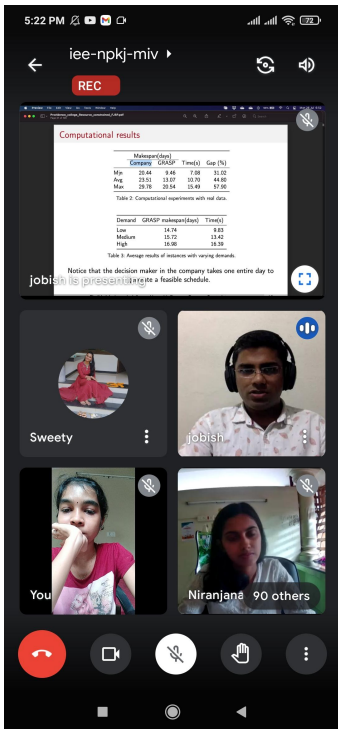 5:22 PM
72
iee-npkj-miv
REC
Computational results
Makespan(days)
Company GRASP Time(s) Gap (%)
Min 20.44 9.46 7.08 31.02
Avg 23.51 13.07 10.70 44.80
Max 29.78 20.54 15.49 57.90
Table 2: Computational experiments with real data.
Demand GRASP makespan(days) Time(s)
Low 14.74 9.83
Medium 15.72 13.42
High 16.98 16.39
Table 3: Average results of instances with varying demands.
Notice that the decision maker in the company takes one entire day to
a feasible schedule.
jobish is presenting
Sweety
jobish
You
Niranjana
90 others